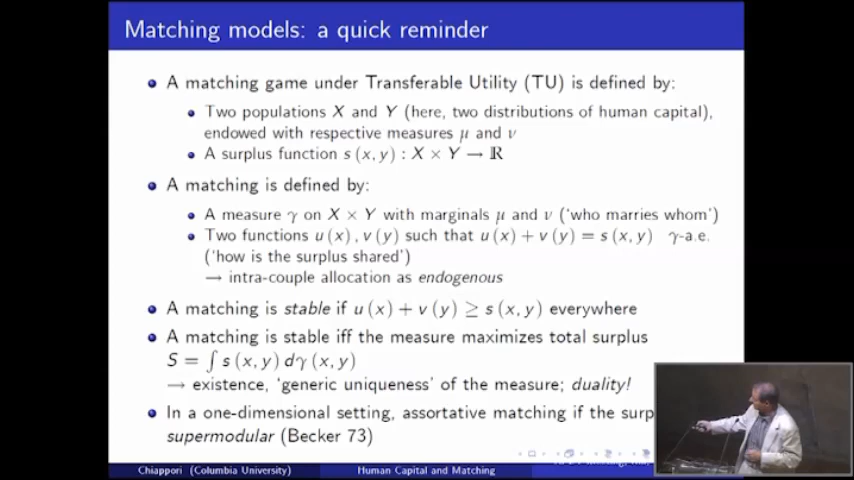 Matching models: a quick reminder
A matching game under Transferable Utility (TU) is defined by:
Two populations X and Y (here, two distributions of human capital),
endowed with respective measures μ and ν
A surplus function s (x, y) : X × Y → ℝ
A matching is defined by:
A measure γ on X × Y with marginals μ and ν ('who marries whom')
Two functions u (x) , v (y) such that u (x) + v (y) = s (x, y) γ-a.e.
('how is the surplus shared')
→ intra-couple allocation as endogenous
A matching is stable if u (x) + v (y) ≥ s (x, y) everywhere
A matching is stable iff the measure maximizes total surplus
S = ∫ s (x, y) dγ (x, y)
→ existence, 'generic uniqueness' of the measure; duality!
In a one-dimensional setting, assortative matching if the surp
supermodular (Becker 73)
Chiappori (Columbia University) Human Capital and Matching